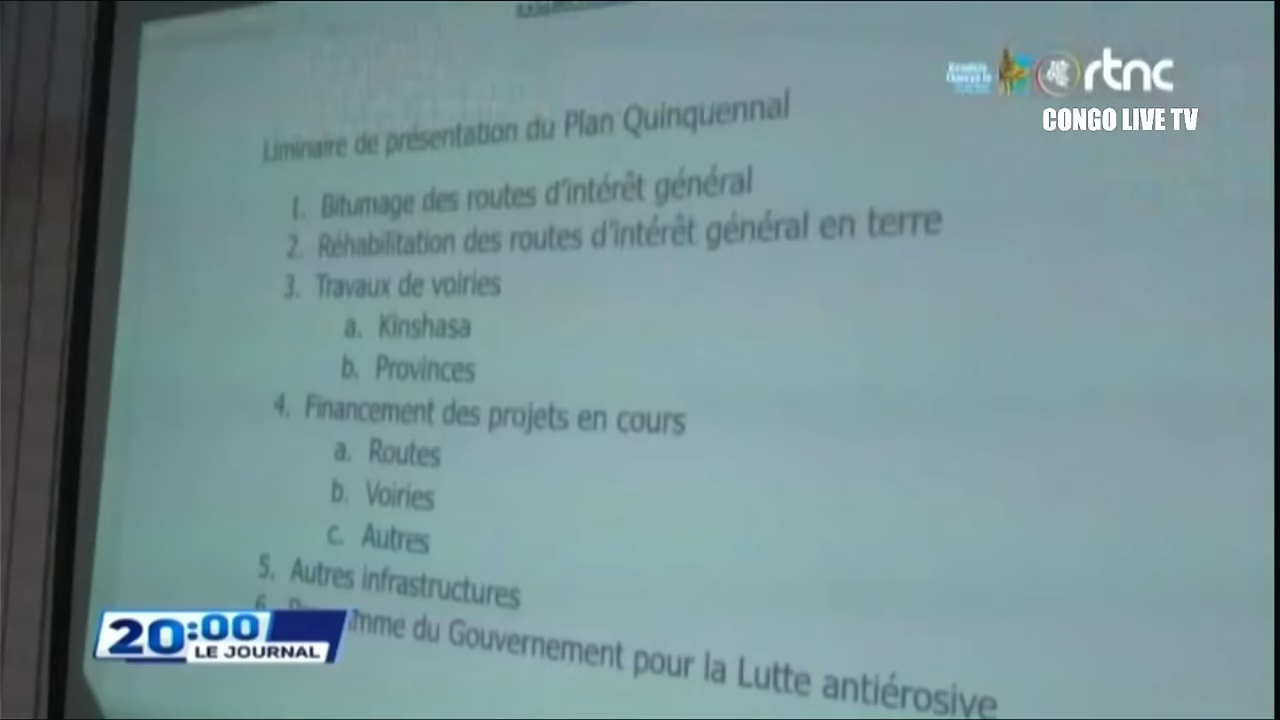 rtnc
CONGO LIVE TV
Liminaire de présentation du Plan Quinquennal
1. Bitumage des routes d'intérêt général
2. Réhabilitation des routes d'intérêt général en terre
3. Travaux de voiries
a. Kinshasa
b. Provinces
4. Financement des projets en cours
a. Routes
b. Voiries
c. Autres
5. Autres infrastructures
6. du Gouvernement pour la Lutte antiérosive
20:00
LE JOURNAL